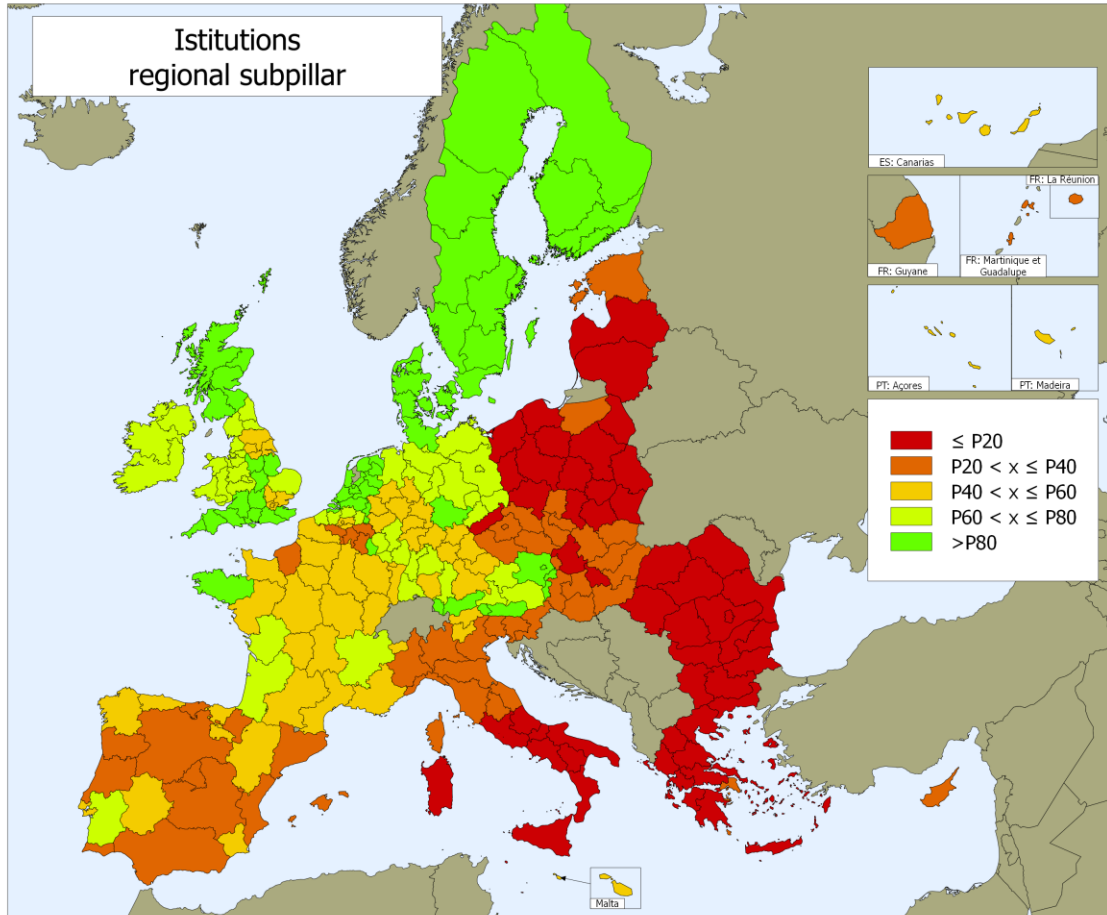 Istitutions
regional subpillar
ES: Canarias
FR: La Réunion
FR: Guyane
FR: Martinique et
Guadalupe
PT: Açores
PT: Madeira
≤ P20
P20 < x ≤ P40
P40 < x ≤ P60
P60 < x ≤ P80
>P80
Malta